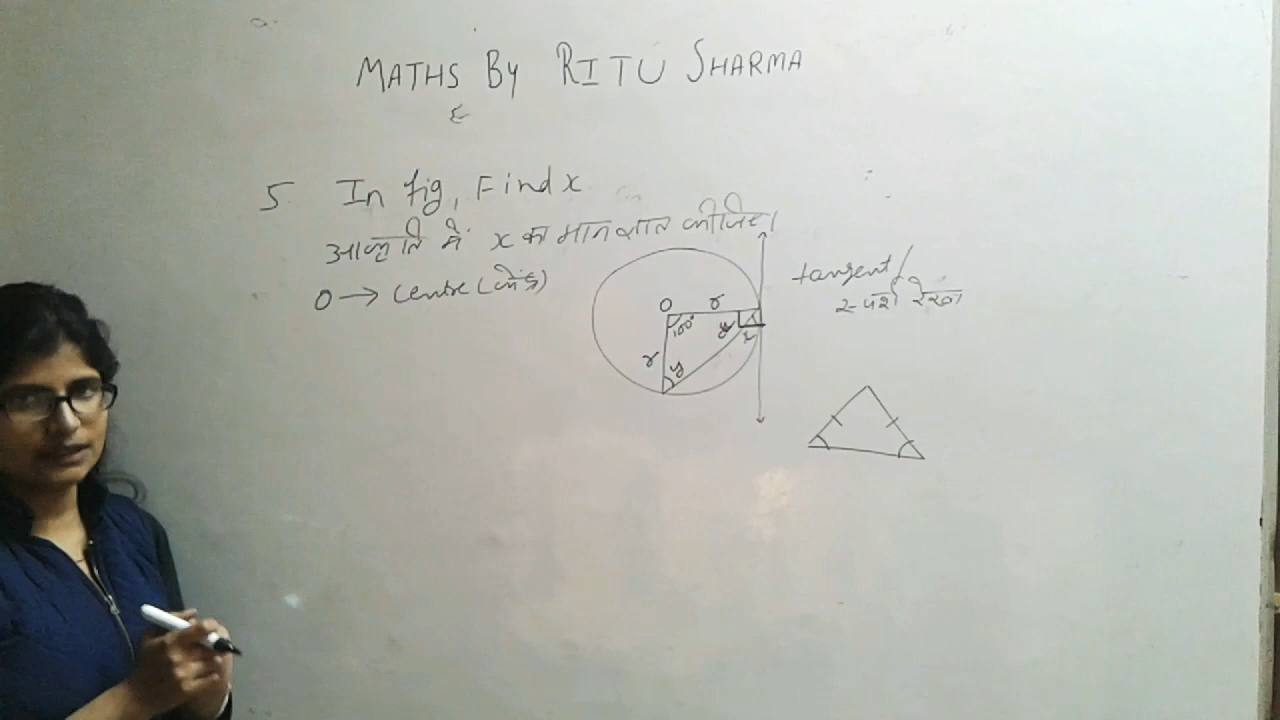 MATHS By RITU SHARMA
5 In fig, Find x
आकृति में x का मान ज्ञात कीजिए।
O → Centre (केंद्र)
tangent/
स्पर्श रेखा
O r
100° y
r y x